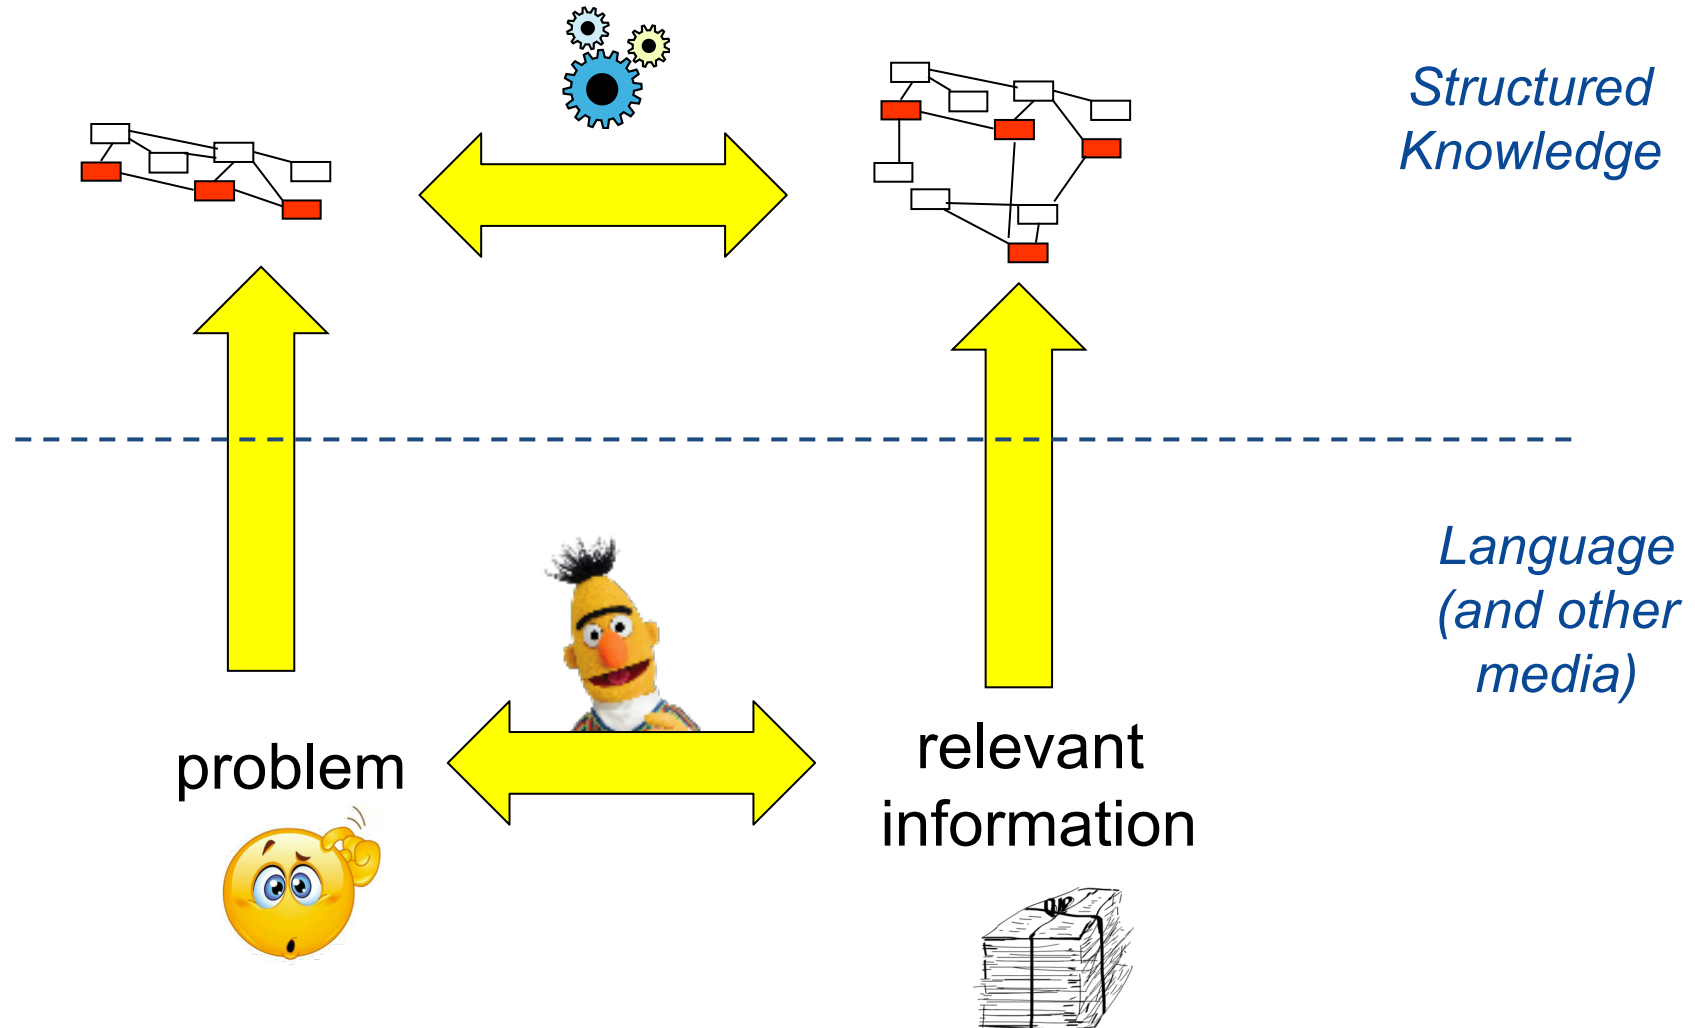 Structured
Knowledge
Language
(and other
media)
problem
relevant
information